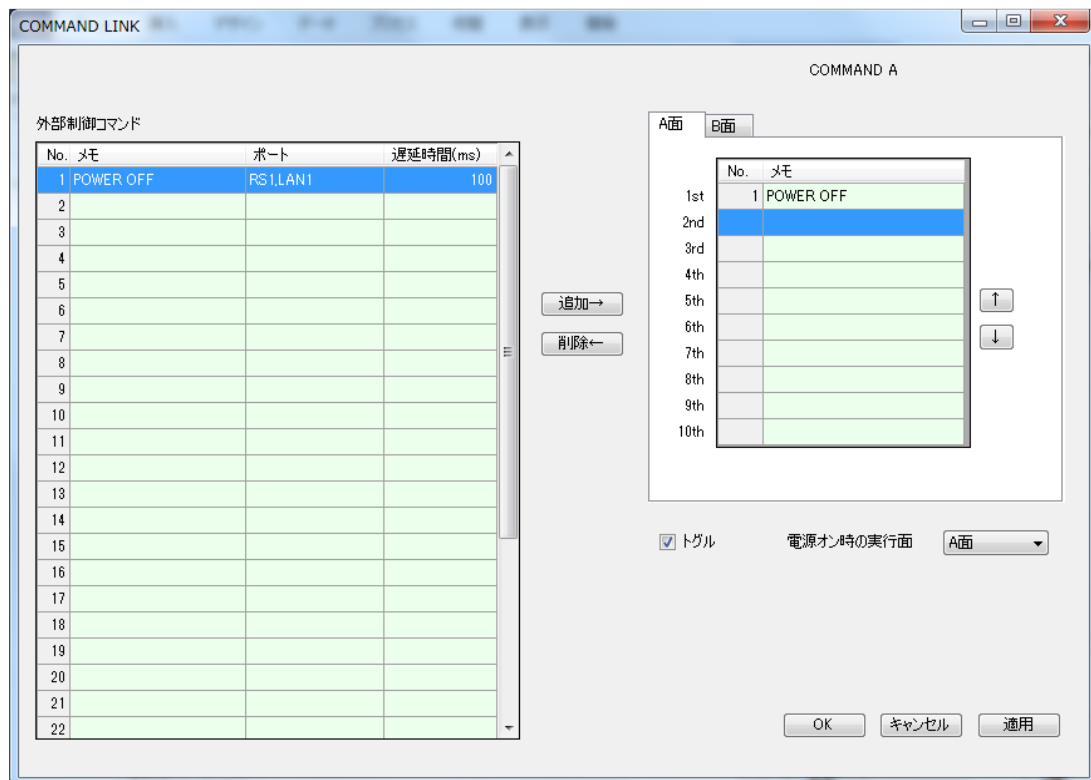 COMMAND LINK
COMMAND A
外部制御コマンド
No. メモ ポート 遅延時間(ms)
1 POWER OFF RS1,LAN1 100
2
3
4
5
6
7
8
9
10
11
12
13
14
15
16
17
18
19
20
21
22
追加→
削除←
A面 B面
No. メモ
1st 1 POWER OFF
2nd
3rd
4th
5th
6th
7th
8th
9th
10th
↑
↓
トグル 電源オン時の実行面 A面
OK キャンセル 適用